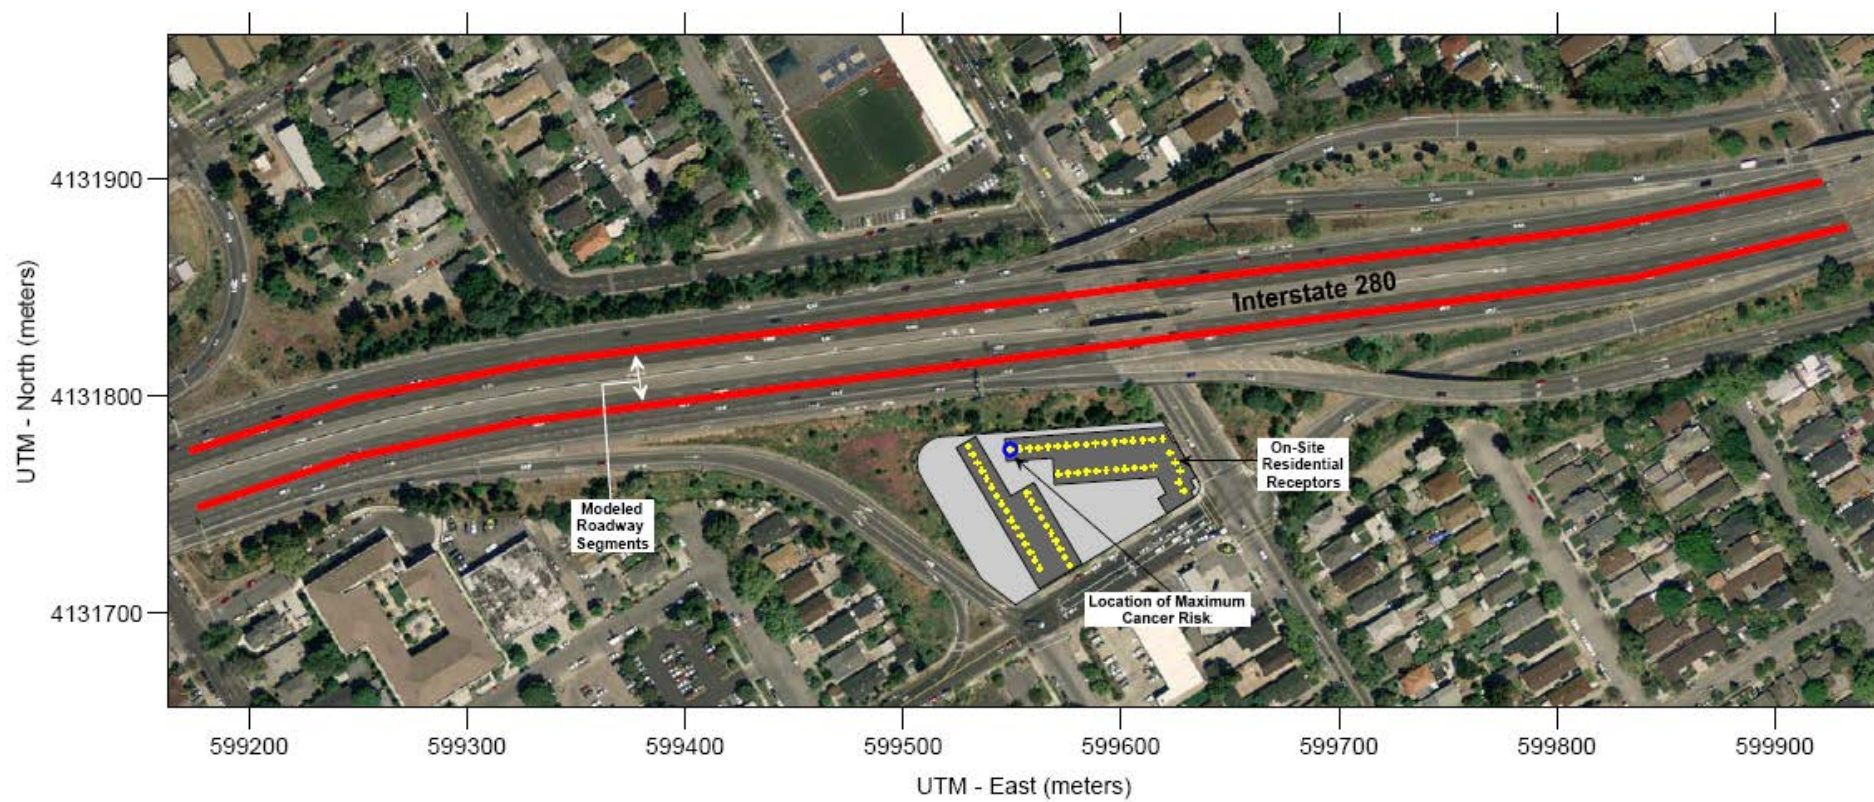 4131900
4131800
4131700
UTM - North (meters)
Interstate 280
On-Site
Residential
Receptors
Modeled
Roadway
Segments
Location of Maximum
Cancer Risk
599200
599300
599400
599500
599600
599700
599800
599900
UTM - East (meters)